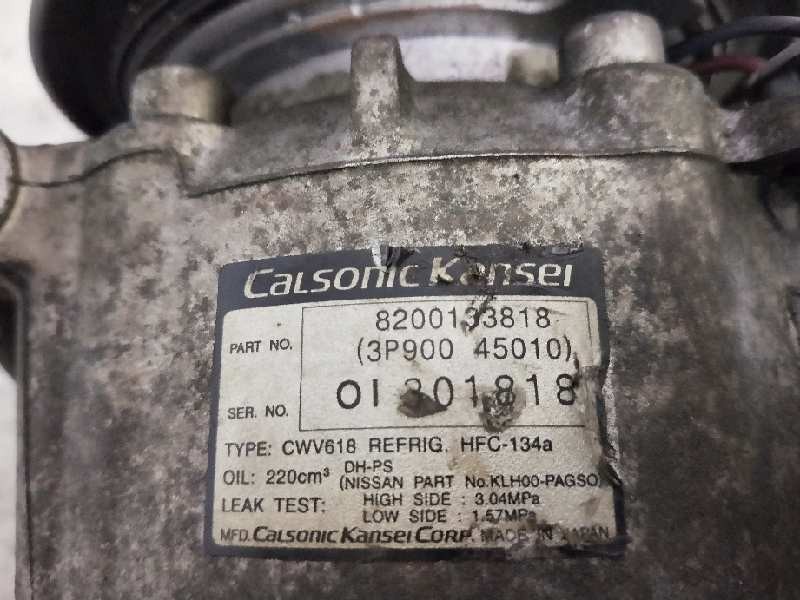 Calsonic Kansei
PART NO. 8200133818
(3P900 45010)
SER. NO.
TYPE: CWV618 REFRIG. HFC-134a
OIL: 220cm³ DH-PS
(NISSAN PART No.KLH00-PAGSO)
LEAK TEST: HIGH SIDE : 3.04MPa
LOW SIDE : 1.57MPa
MFD. Calsonic Kansei Corp. MADE IN JAPAN